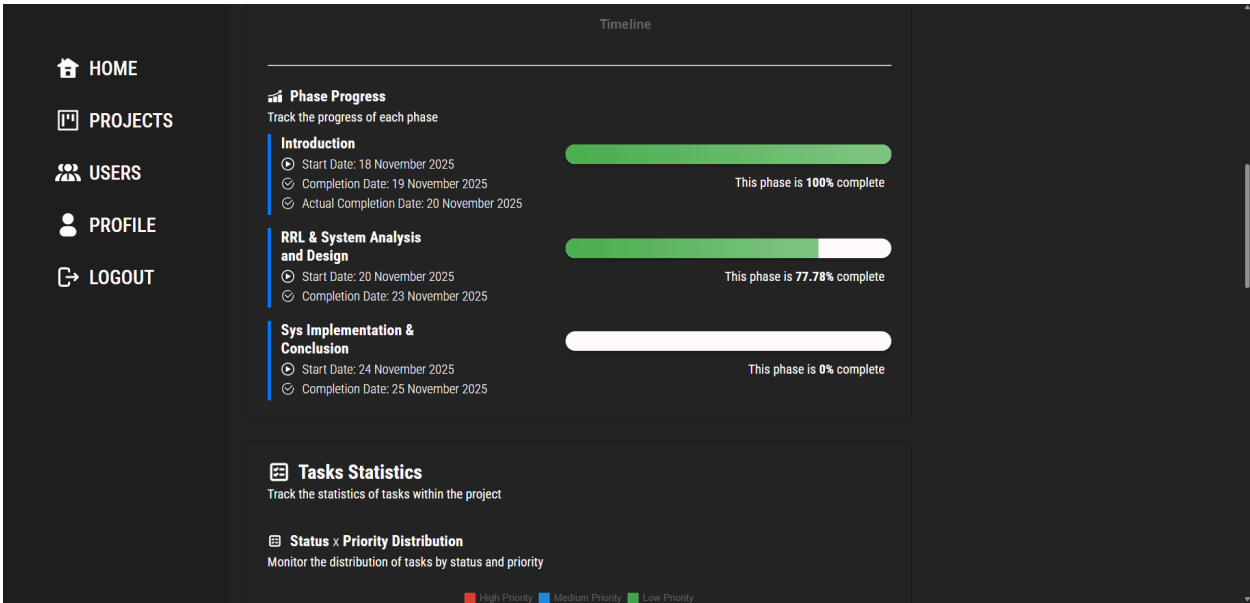 HOME
PROJECTS
USERS
PROFILE
LOGOUT
Timeline
Phase Progress
Track the progress of each phase
Introduction
Start Date: 18 November 2025
Completion Date: 19 November 2025
Actual Completion Date: 20 November 2025
This phase is 100% complete
RRL & System Analysis
and Design
Start Date: 20 November 2025
Completion Date: 23 November 2025
This phase is 77.78% complete
Sys Implementation &
Conclusion
Start Date: 24 November 2025
Completion Date: 25 November 2025
This phase is 0% complete
Tasks Statistics
Track the statistics of tasks within the project
Status x Priority Distribution
Monitor the distribution of tasks by status and priority
High Priority Medium Priority Low Priority